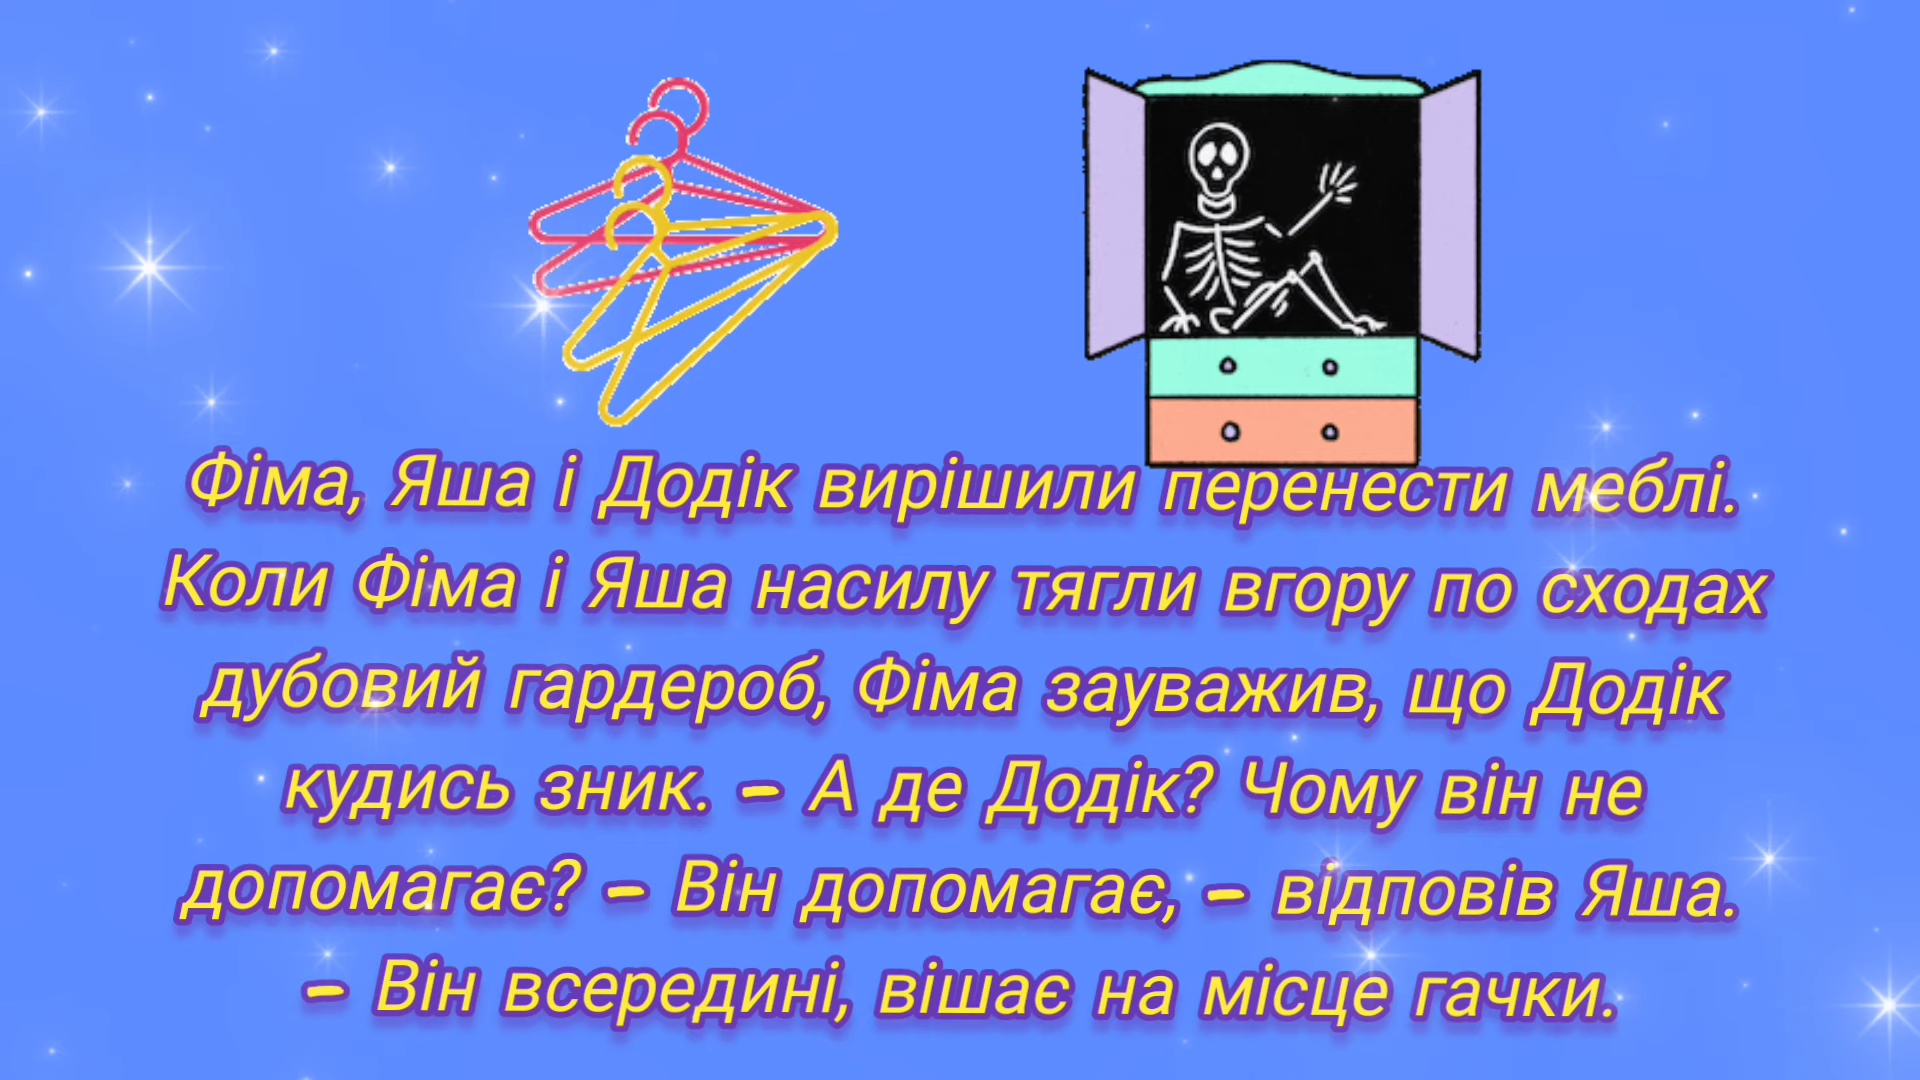 Фіма, Яша і Додік вирішили перенести меблі.
Коли Фіма і Яша насилу тягли вгору по сходах
дубовий гардероб, Фіма зауважив, що Додік
кудись зник. – А де Додік? Чому він не
допомагає? – Він допомагає, – відповів Яша.
– Він всередині, вішає на місце гачки.